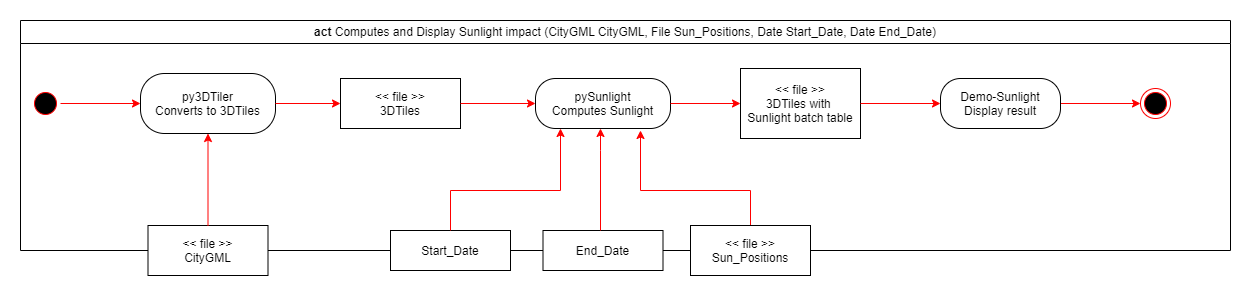 act Computes and Display Sunlight impact (CityGML CityGML, File Sun_Positions, Date Start_Date, Date End_Date)
py3DTiler
Converts to 3DTiles
<< file >>
3DTiles
pySunlight
Computes Sunlight
<< file >>
3DTiles with
Sunlight batch table
Demo-Sunlight
Display result
<< file >>
CityGML
Start_Date
End_Date
<< file >>
Sun_Positions